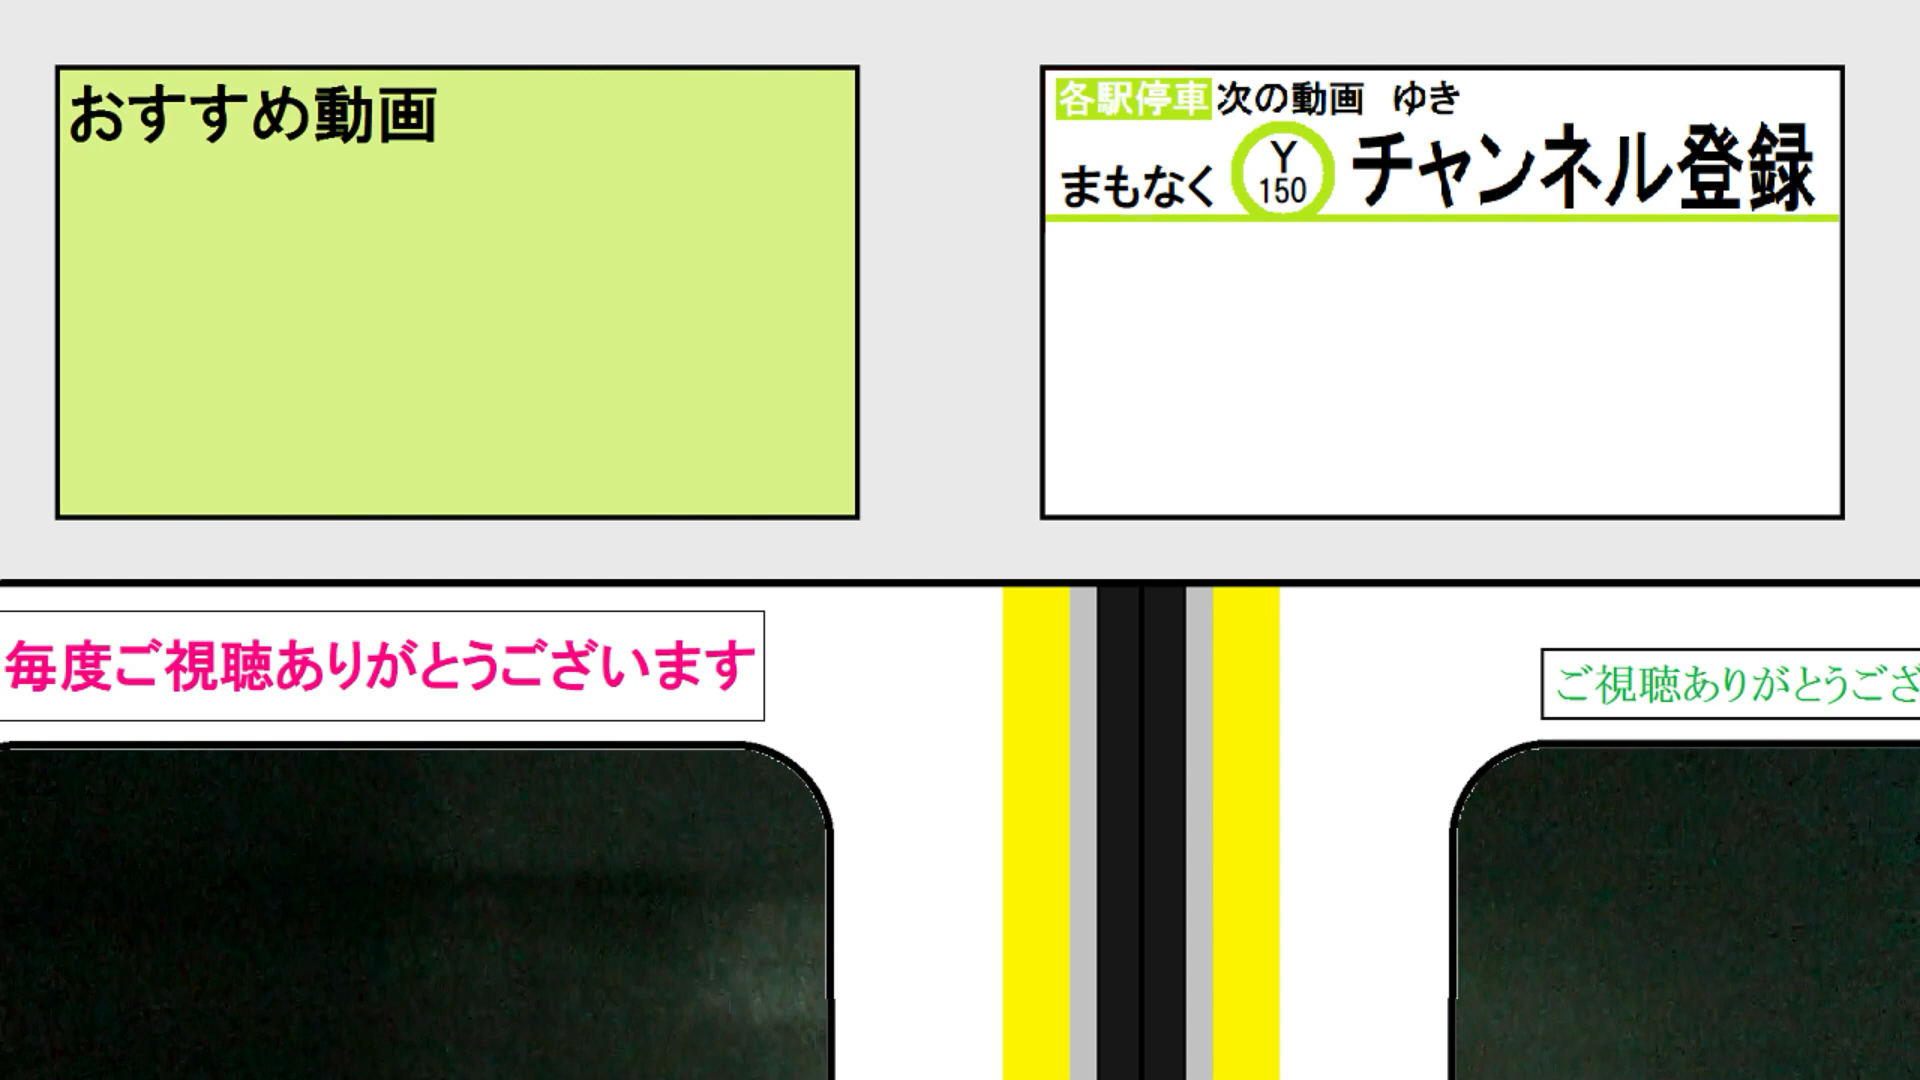 おすすめ動画
各駅停車 次の動画 ゆき
まもなく Y 150 チャンネル登録
毎度ご視聴ありがとうございます
ご視聴ありがとうござ